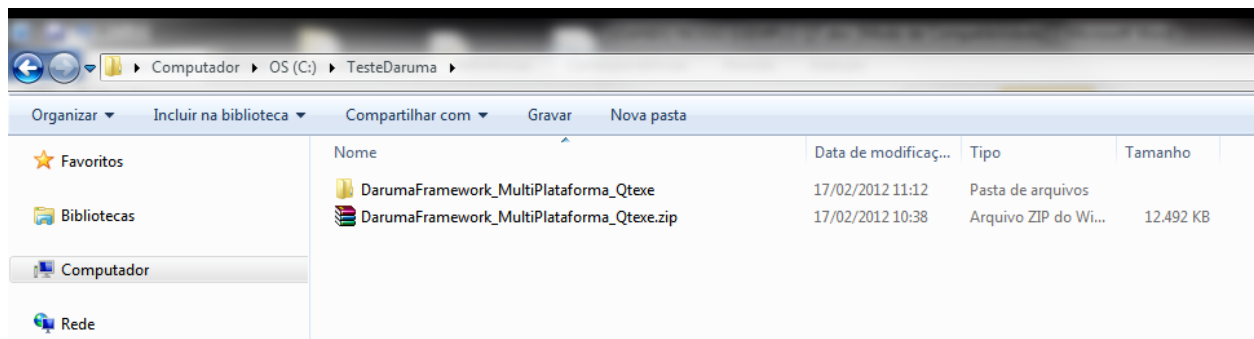 Computador OS (C:) TesteDaruma
Organizar Incluir na biblioteca Compartilhar com Gravar Nova pasta
Nome Data de modificaç... Tipo Tamanho
Favoritos
DarumaFramework_MultiPlataforma_Qtexe 17/02/2012 11:12 Pasta de arquivos
Bibliotecas
DarumaFramework_MultiPlataforma_Qtexe.zip 17/02/2012 10:38 Arquivo ZIP do Wi... 12.492 KB
Computador
Rede